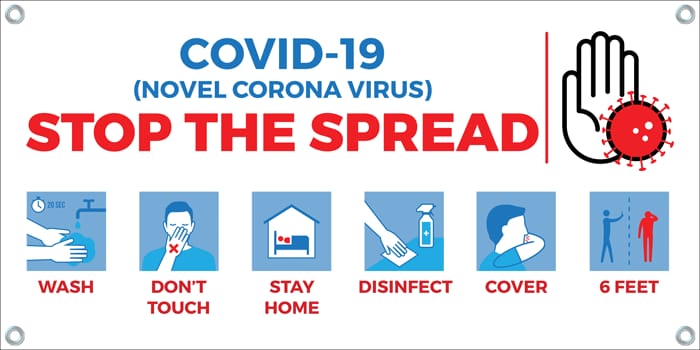 COVID-19
(NOVEL CORONA VIRUS)
STOP THE SPREAD
20 SEC
WASH
DON'T
TOUCH
STAY
HOME
DISINFECT
COVER
6 FEET